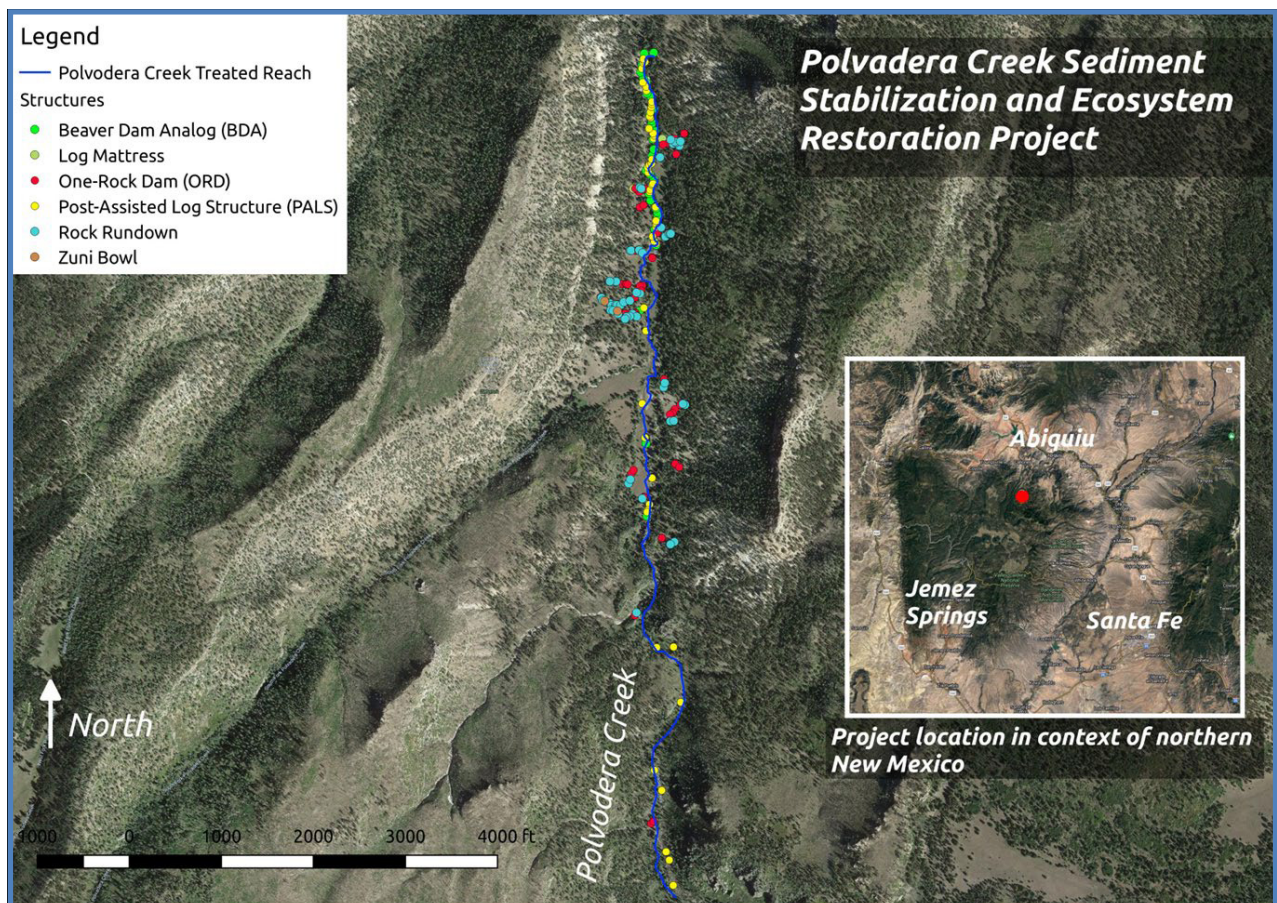 Legend
Polvodera Creek Treated Reach
Structures
Beaver Dam Analog (BDA)
Log Mattress
One-Rock Dam (ORD)
Post-Assisted Log Structure (PALS)
Rock Rundown
Zuni Bowl
Polvadera Creek Sediment
Stabilization and Ecosystem
Restoration Project
Abiquiu
Jemez
Springs
Santa Fe
Project location in context of northern
New Mexico
North
Polvodera Creek
1000 0 1000 2000 3000 4000 ft